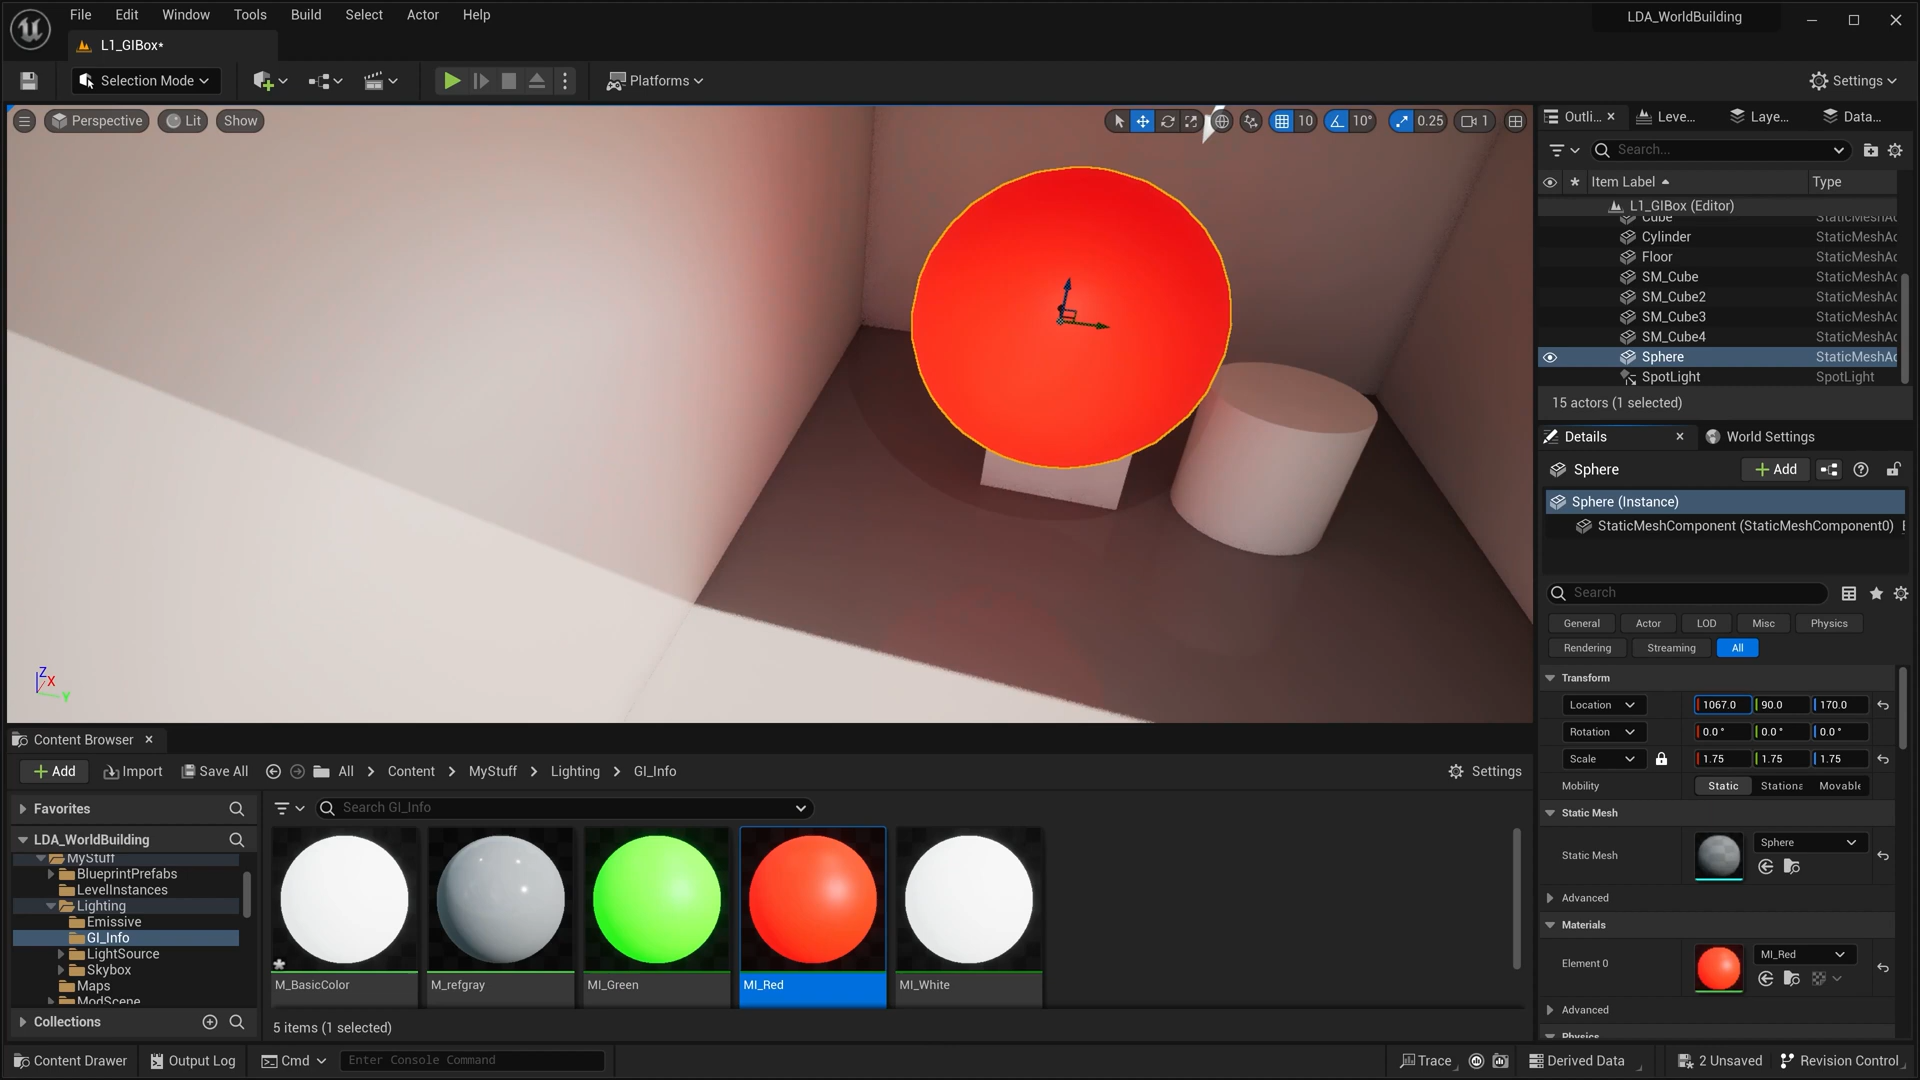 File Edit Window Tools Build Select Actor Help
LDA_WorldBuilding
L1_GIBox*
Selection Mode
Platforms
Settings
Perspective Lit Show
10 10° 0.25 1
Outli... Leve... Laye... Data...
Search...
Item Label Type
L1_GIBox (Editor)
Cube StaticMeshAc
Cylinder StaticMeshAc
Floor StaticMeshAc
SM_Cube StaticMeshAc
SM_Cube2 StaticMeshAc
SM_Cube3 StaticMeshAc
SM_Cube4 StaticMeshAc
Sphere StaticMeshAc
SpotLight SpotLight
15 actors (1 selected)
Details World Settings
Sphere Add
Sphere (Instance)
StaticMeshComponent (StaticMeshComponent0)
Search
General Actor LOD Misc Physics
Rendering Streaming All
Transform
Location 1067.0 90.0 170.0
Rotation 0.0° 0.0° 0.0°
Scale 1.75 1.75 1.75
Mobility Static Stationa Movable
Static Mesh
Static Mesh Sphere
Advanced
Materials
Element 0 MI_Red
Advanced
Physics
Z X Y
Content Browser
Add Import Save All All Content MyStuff Lighting GI_Info Settings
Favorites
LDA_WorldBuilding
MyStuff
BlueprintPrefabs
LevelInstances
Lighting
Emissive
GI_Info
LightSource
Skybox
Maps
ModScene
Collections
Search GI_Info
M_BasicColor M_refgray MI_Green MI_Red MI_White
5 items (1 selected)
Content Drawer Output Log Cmd Enter Console Command Trace Derived Data 2 Unsaved Revision Control